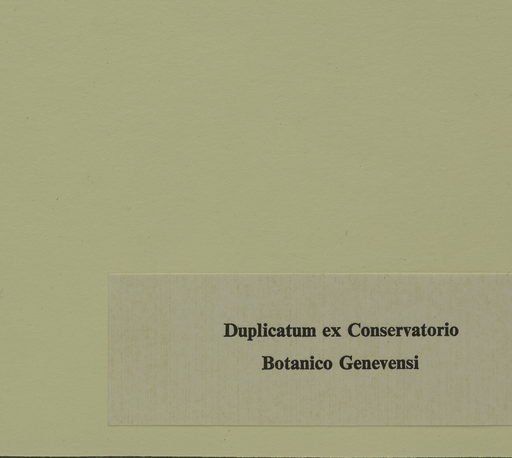 Duplicatum ex Conservatorio
Botanico Genevensi